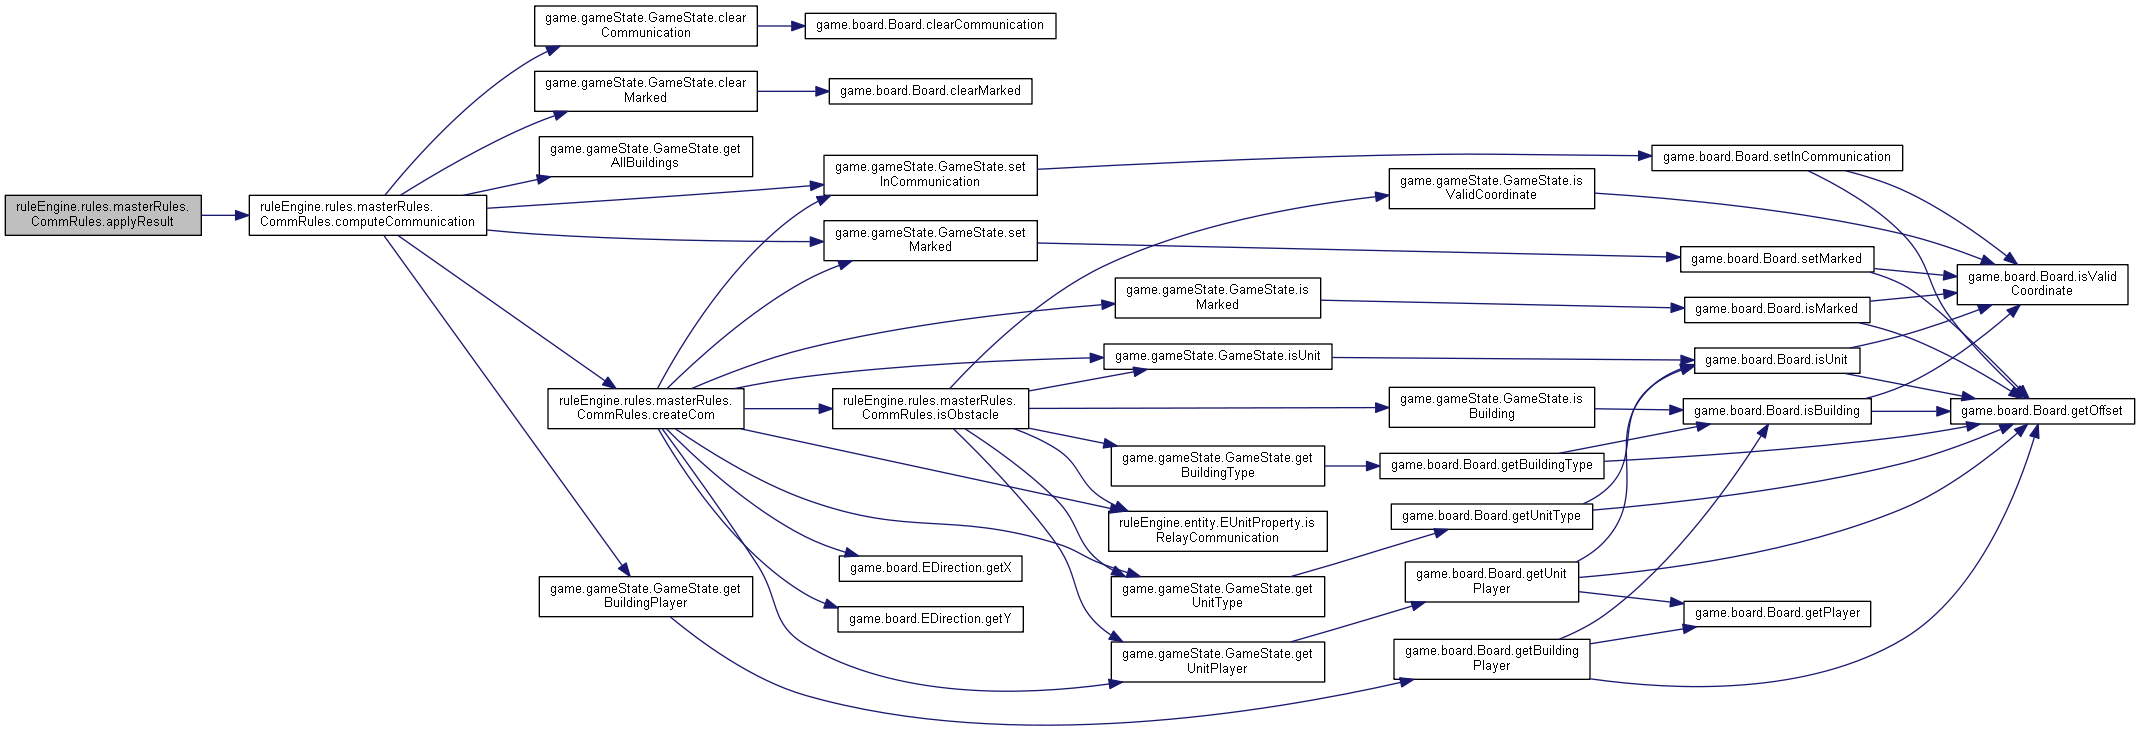 ruleEngine.rules.masterRules.
CommRules.applyResult
ruleEngine.rules.masterRules.
CommRules.computeCommunication
game.gameState.GameState.clear
Communication
game.board.Board.clearCommunication
game.gameState.GameState.clear
Marked
game.board.Board.clearMarked
game.gameState.GameState.get
AllBuildings
game.gameState.GameState.set
InCommunication
game.gameState.GameState.set
Marked
ruleEngine.rules.masterRules.
CommRules.createCom
ruleEngine.rules.masterRules.
CommRules.isObstacle
game.board.EDirection.getX
game.board.EDirection.getY
game.gameState.GameState.get
BuildingPlayer
game.gameState.GameState.is
Marked
game.gameState.GameState.isUnit
game.gameState.GameState.get
BuildingType
ruleEngine.entity.EUnitProperty.is
RelayCommunication
game.gameState.GameState.get
UnitType
game.gameState.GameState.get
UnitPlayer
game.gameState.GameState.is
ValidCoordinate
game.gameState.GameState.is
Building
game.board.Board.getBuildingType
game.board.Board.getUnitType
game.board.Board.getUnit
Player
game.board.Board.getBuilding
Player
game.board.Board.setInCommunication
game.board.Board.setMarked
game.board.Board.isMarked
game.board.Board.isUnit
game.board.Board.isBuilding
game.board.Board.getPlayer
game.board.Board.isValid
Coordinate
game.board.Board.getOffset